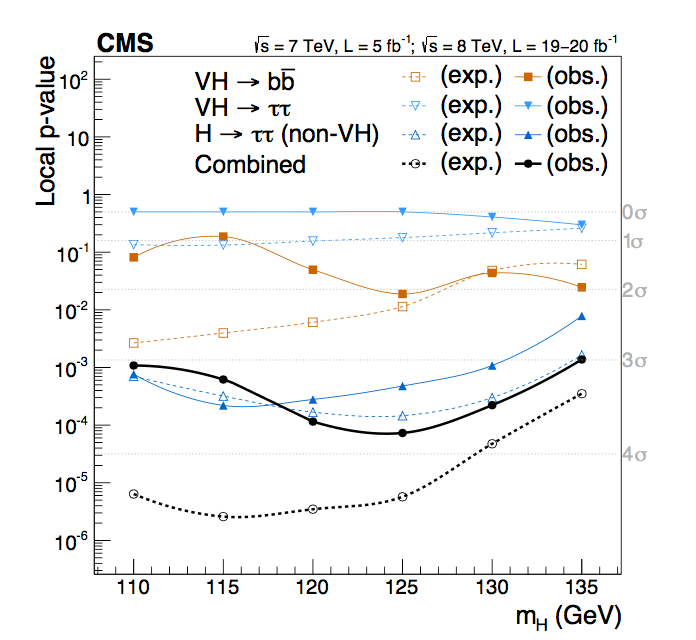 CMS
√s = 7 TeV, L = 5 fb⁻¹; √s = 8 TeV, L = 19–20 fb⁻¹
Local p-value
VH → bb̅ (exp.) (obs.)
VH → ττ (exp.) (obs.)
H → ττ (non-VH) (exp.) (obs.)
Combined (exp.) (obs.)
10²
10
1
10⁻¹
10⁻²
10⁻³
10⁻⁴
10⁻⁵
10⁻⁶
0σ
1σ
2σ
3σ
4σ
110 115 120 125 130 135
m_H (GeV)